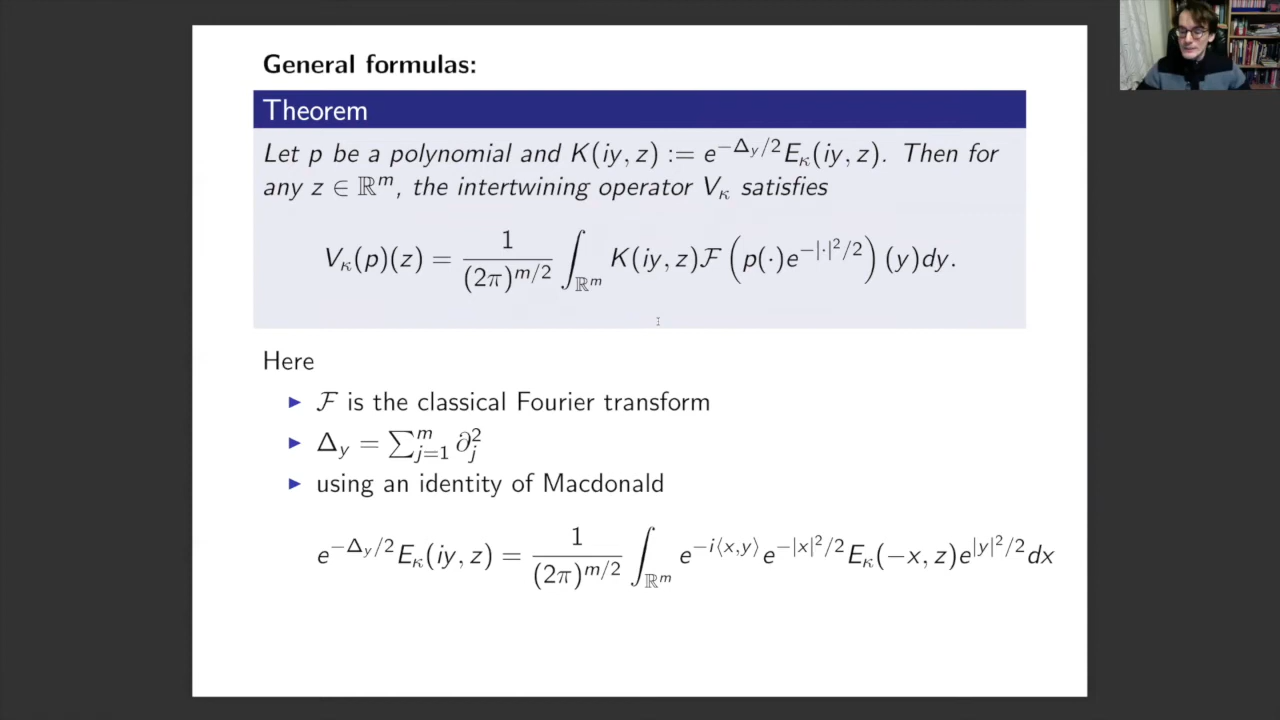 General formulas:
Theorem
Let p be a polynomial and K(iy, z) := e^{−Δ_y/2}E_κ(iy, z). Then for
any z ∈ ℝ^m, the intertwining operator V_κ satisfies
V_κ(p)(z) = \frac{1}{(2π)^{m/2}} ∫_{ℝ^m} K(iy, z)ℱ(p(·)e^{−|·|²/2})(y)dy.
Here
▶ ℱ is the classical Fourier transform
▶ Δ_y = ∑_{j=1}^{m} ∂_j^2
▶ using an identity of Macdonald
e^{−Δ_y/2}E_κ(iy, z) = \frac{1}{(2π)^{m/2}} ∫_{ℝ^m} e^{−i⟨x,y⟩}e^{−|x|²/2}E_κ(−x, z)e^{|y|²/2}dx